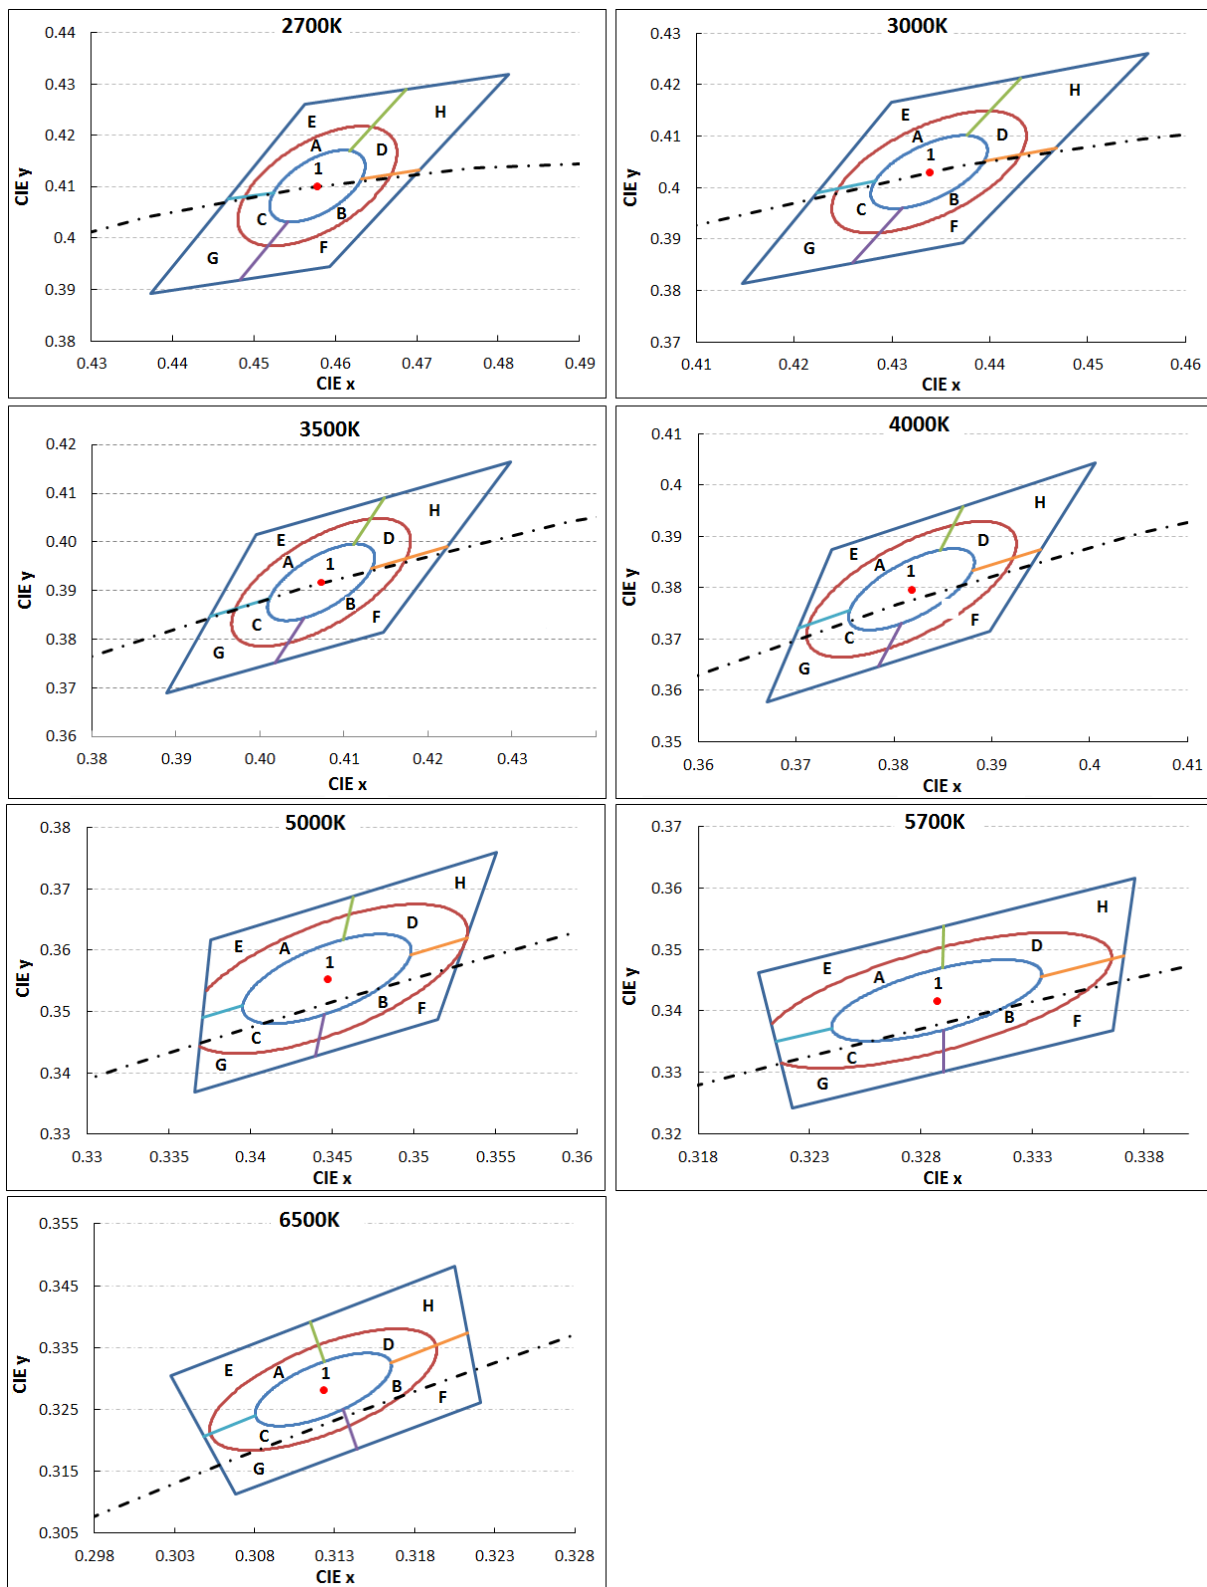 2700K
0.44
0.43
0.42
0.41
0.4
0.39
0.38
CIE y
E
H
A
D
1
C
B
G
F
0.43 0.44 0.45 0.46 0.47 0.48 0.49
CIE x
3000K
0.43
0.42
0.41
0.4
0.39
0.38
0.37
CIE y
E
H
A
D
1
C
B
F
G
0.41 0.42 0.43 0.44 0.45 0.46
CIE x
3500K
0.42
0.41
0.40
0.39
0.38
0.37
0.36
CIE y
H
E
D
A
1
B
C
F
G
0.38 0.39 0.40 0.41 0.42 0.43
CIE x
4000K
0.41
0.4
0.39
0.38
0.37
0.36
0.35
CIE y
H
E
D
A
1
F
C
G
0.36 0.37 0.38 0.39 0.4 0.41
CIE x
5000K
0.38
0.37
0.36
0.35
0.34
0.33
CIE y
H
E
A
D
1
B
F
C
G
0.33 0.335 0.34 0.345 0.35 0.355 0.36
CIE x
5700K
0.37
0.36
0.35
0.34
0.33
0.32
CIE y
H
D
E
A
1
B
F
C
G
0.318 0.323 0.328 0.333 0.338
CIE x
6500K
0.355
0.345
0.335
0.325
0.315
0.305
CIE y
H
D
E
A
1
B
F
C
G
0.298 0.303 0.308 0.313 0.318 0.323 0.328
CIE x